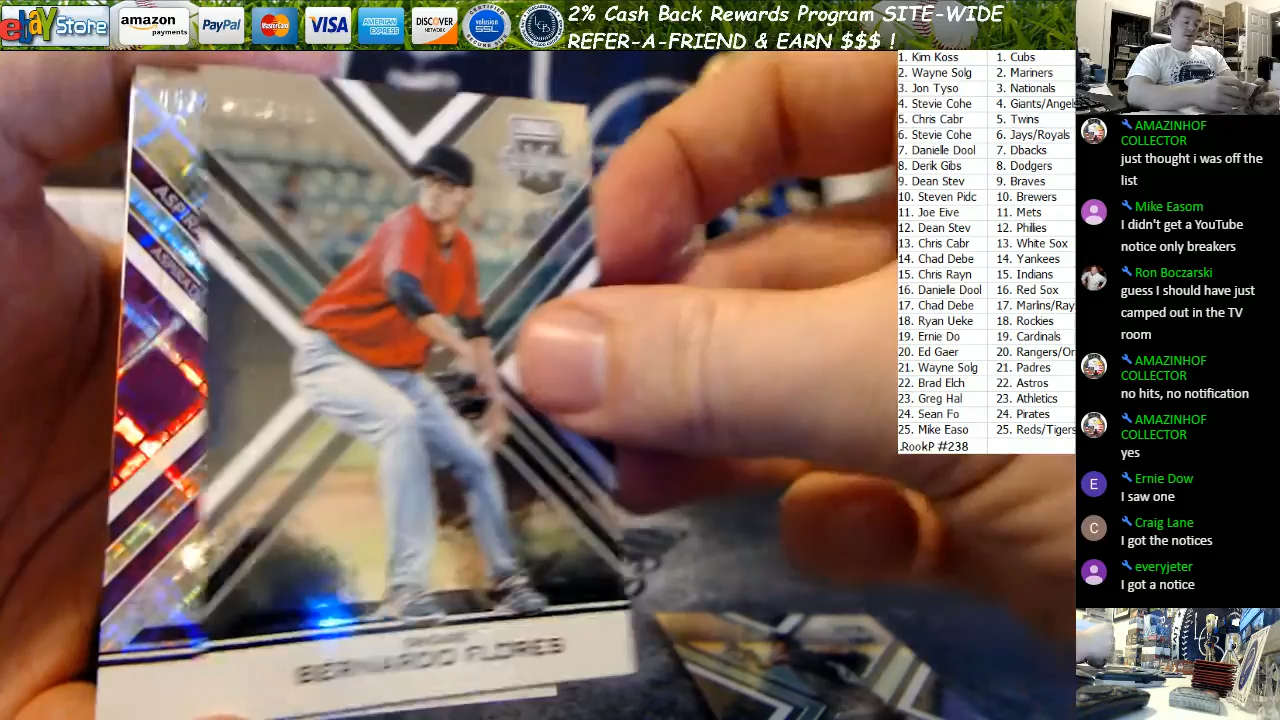 ebay Store
amazon
payments
PayPal
MasterCard
VISA
AMERICAN
EXPRESS
DISCOVER
NETWORK
volusion
SSL
2% Cash Back Rewards Program SITE-WIDE
REFER-A-FRIEND & EARN $$$ !
1. Kim Koss 1. Cubs
2. Wayne Solg 2. Mariners
3. Jon Tyso 3. Nationals
4. Stevie Cohe 4. Giants/Angels
5. Chris Cabr 5. Twins
6. Stevie Cohe 6. Jays/Royals
7. Danielle Dool 7. Dbacks
8. Derik Gibs 8. Dodgers
9. Dean Stev 9. Braves
10. Steven Pidc 10. Brewers
11. Joe Eive 11. Mets
12. Dean Stev 12. Philies
13. Chris Cabr 13. White Sox
14. Chad Debe 14. Yankees
15. Chris Rayn 15. Indians
16. Danielle Dool 16. Red Sox
17. Chad Debe 17. Marlins/Ray
18. Ryan Ueke 18. Rockies
19. Ernie Do 19. Cardinals
20. Ed Gaer 20. Rangers/Or
21. Wayne Solg 21. Padres
22. Brad Elch 22. Astros
23. Greg Hal 23. Athletics
24. Sean Fo 24. Pirates
25. Mike Easo 25. Reds/Tigers
.RookP #238
AMAZINHOF
COLLECTOR
just thought i was off the
list
Mike Easom
I didn't get a YouTube
notice only breakers
Ron Boczarski
guess I should have just
camped out in the TV
room
AMAZINHOF
COLLECTOR
no hits, no notification
AMAZINHOF
COLLECTOR
yes
E
Ernie Dow
I saw one
C
Craig Lane
I got the notices
everyjeter
I got a notice
BERNARDO FLORES